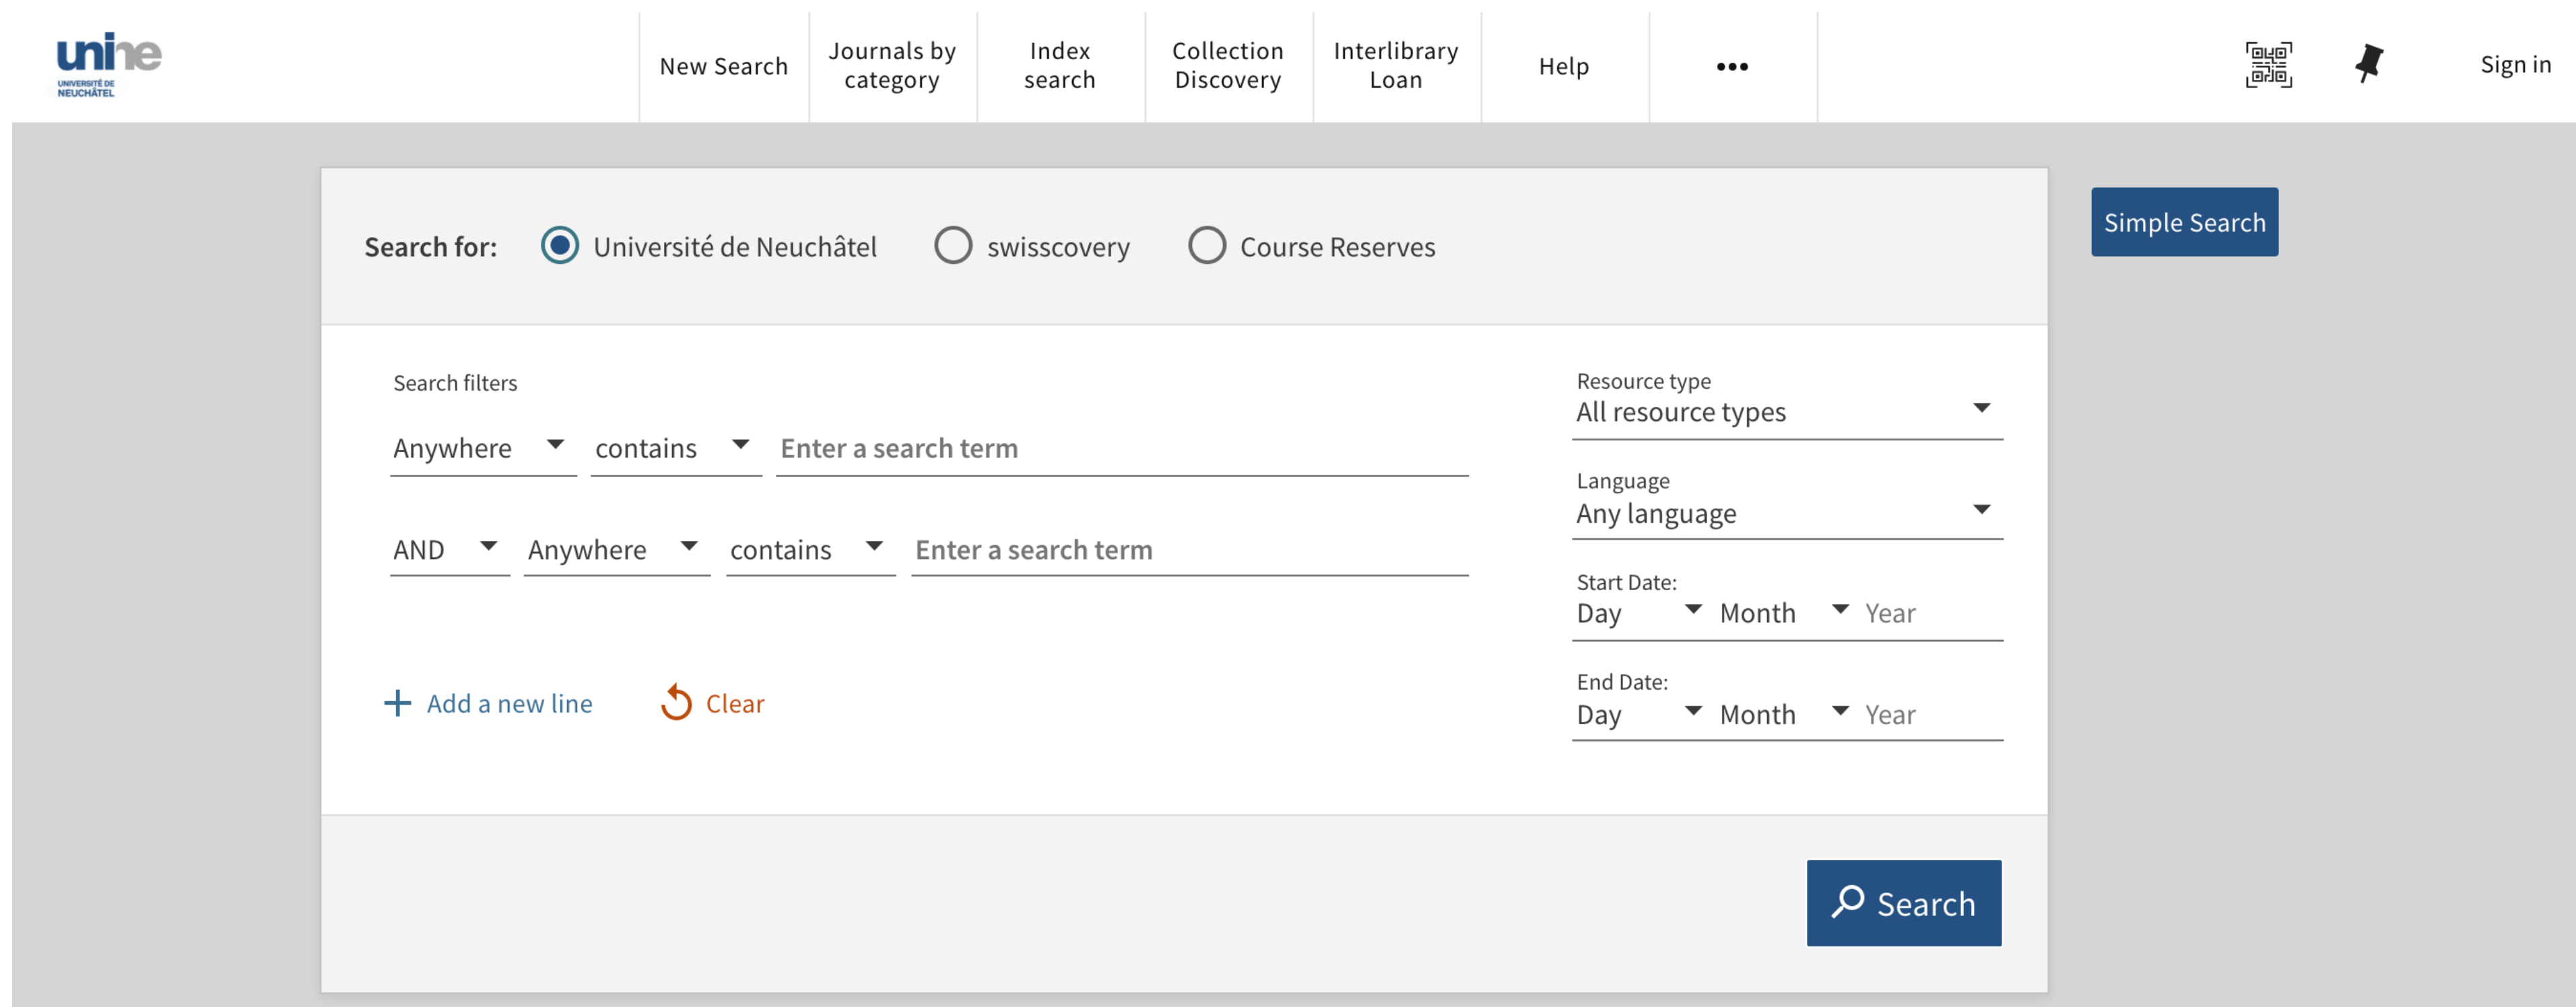 unine
UNIVERSITÉ DE
NEUCHÂTEL
New Search
Journals by
category
Index
search
Collection
Discovery
Interlibrary
Loan
Help
•••
Sign in
Search for: Université de Neuchâtel swisscovery Course Reserves
Simple Search
Search filters
Anywhere contains Enter a search term
AND Anywhere contains Enter a search term
+ Add a new line Clear
Resource type
All resource types
Language
Any language
Start Date:
Day Month Year
End Date:
Day Month Year
Search